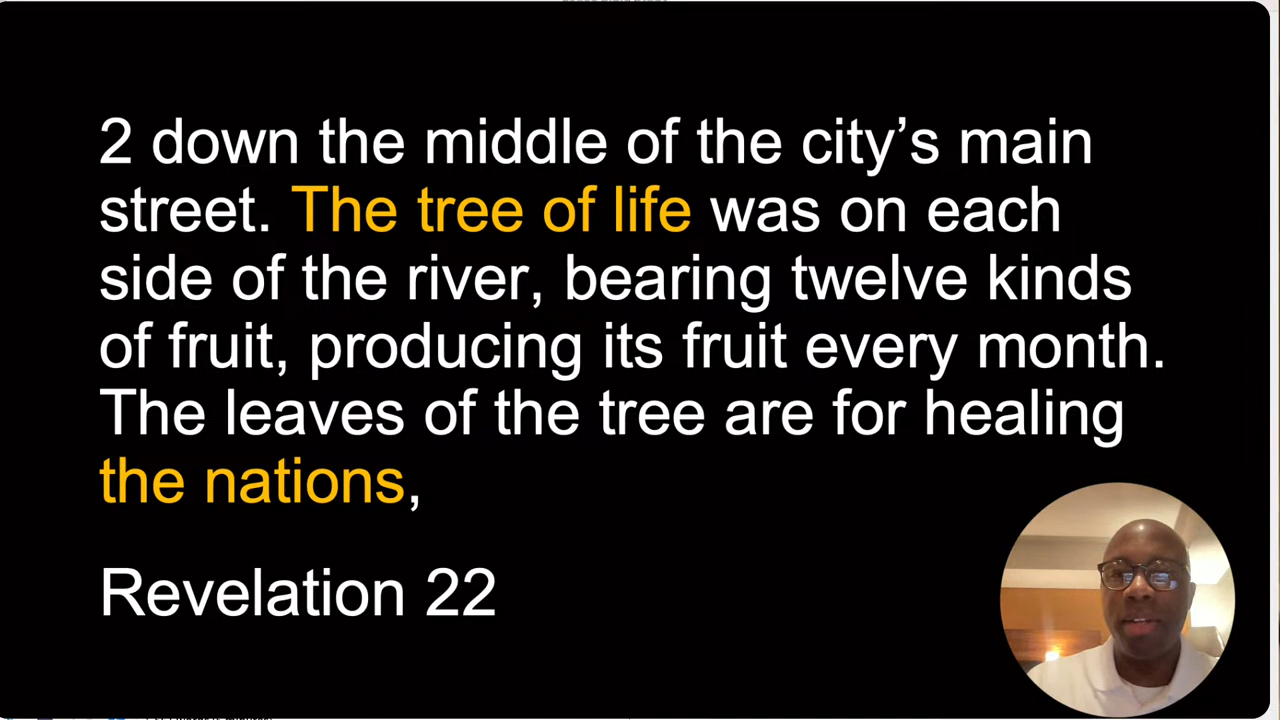 2 down the middle of the city’s main
street. The tree of life was on each
side of the river, bearing twelve kinds
of fruit, producing its fruit every month.
The leaves of the tree are for healing
the nations,
Revelation 22